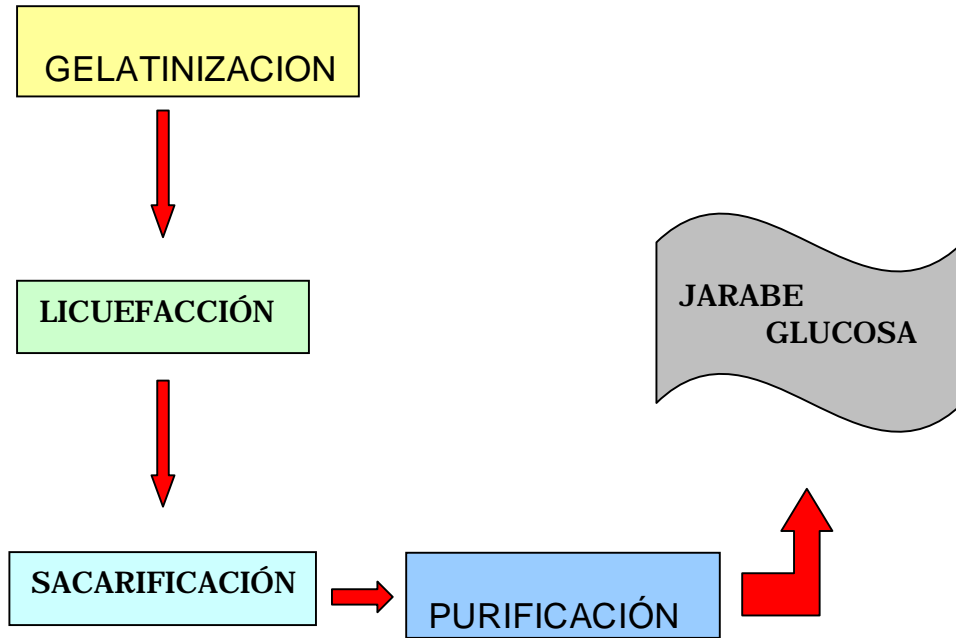 GELATINIZACION
LICUEFACCIÓN
SACARIFICACIÓN
PURIFICACIÓN
JARABE
GLUCOSA